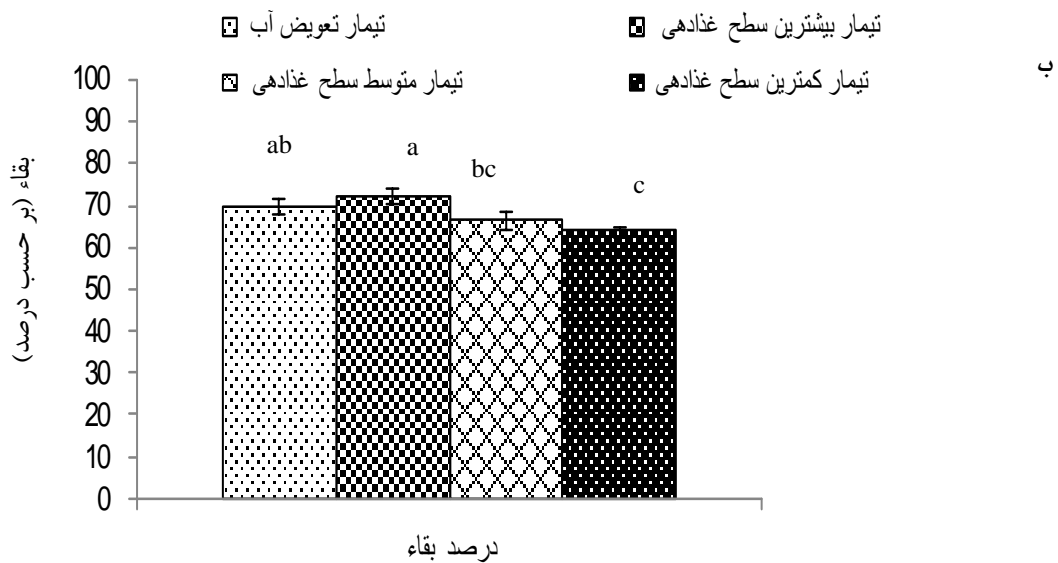 تیمار تعویض آب
تیمار بیشترین سطح غذادهی
تیمار متوسط سطح غذادهی
تیمار کمترین سطح غذادهی
ب
بقاء (بر حسب درصد)
100
90
80
70
60
50
40
30
20
10
0
ab
a
bc
c
درصد بقاء